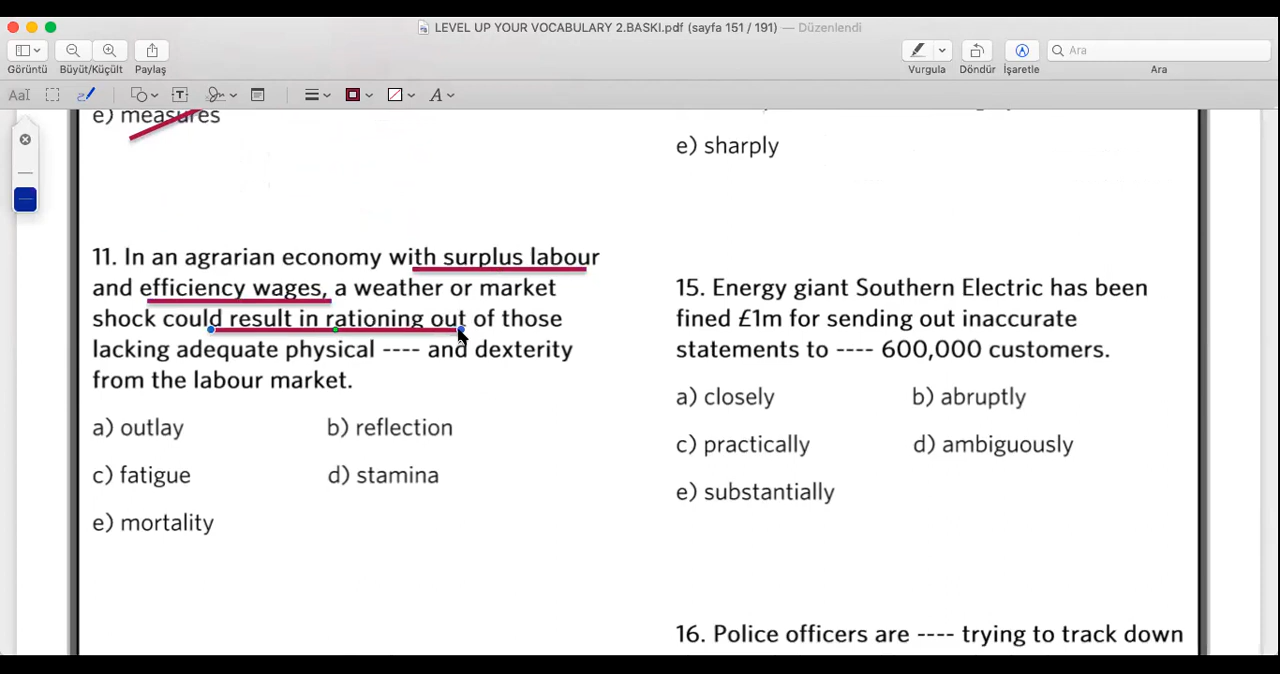 LEVEL UP YOUR VOCABULARY 2.BASKI.pdf (sayfa 151 / 191) — Düzenlendi
Ara
Görüntü Büyüt/Küçült Paylaş Vurgula Döndür İşaretle Ara
AaI A
e) measures
11. In an agrarian economy with surplus labour
and efficiency wages, a weather or market
shock could result in rationing out of those
lacking adequate physical ---- and dexterity
from the labour market.
a) outlay b) reflection
c) fatigue d) stamina
e) mortality
e) sharply
15. Energy giant Southern Electric has been
fined £1m for sending out inaccurate
statements to ---- 600,000 customers.
a) closely b) abruptly
c) practically d) ambiguously
e) substantially
16. Police officers are ---- trying to track down